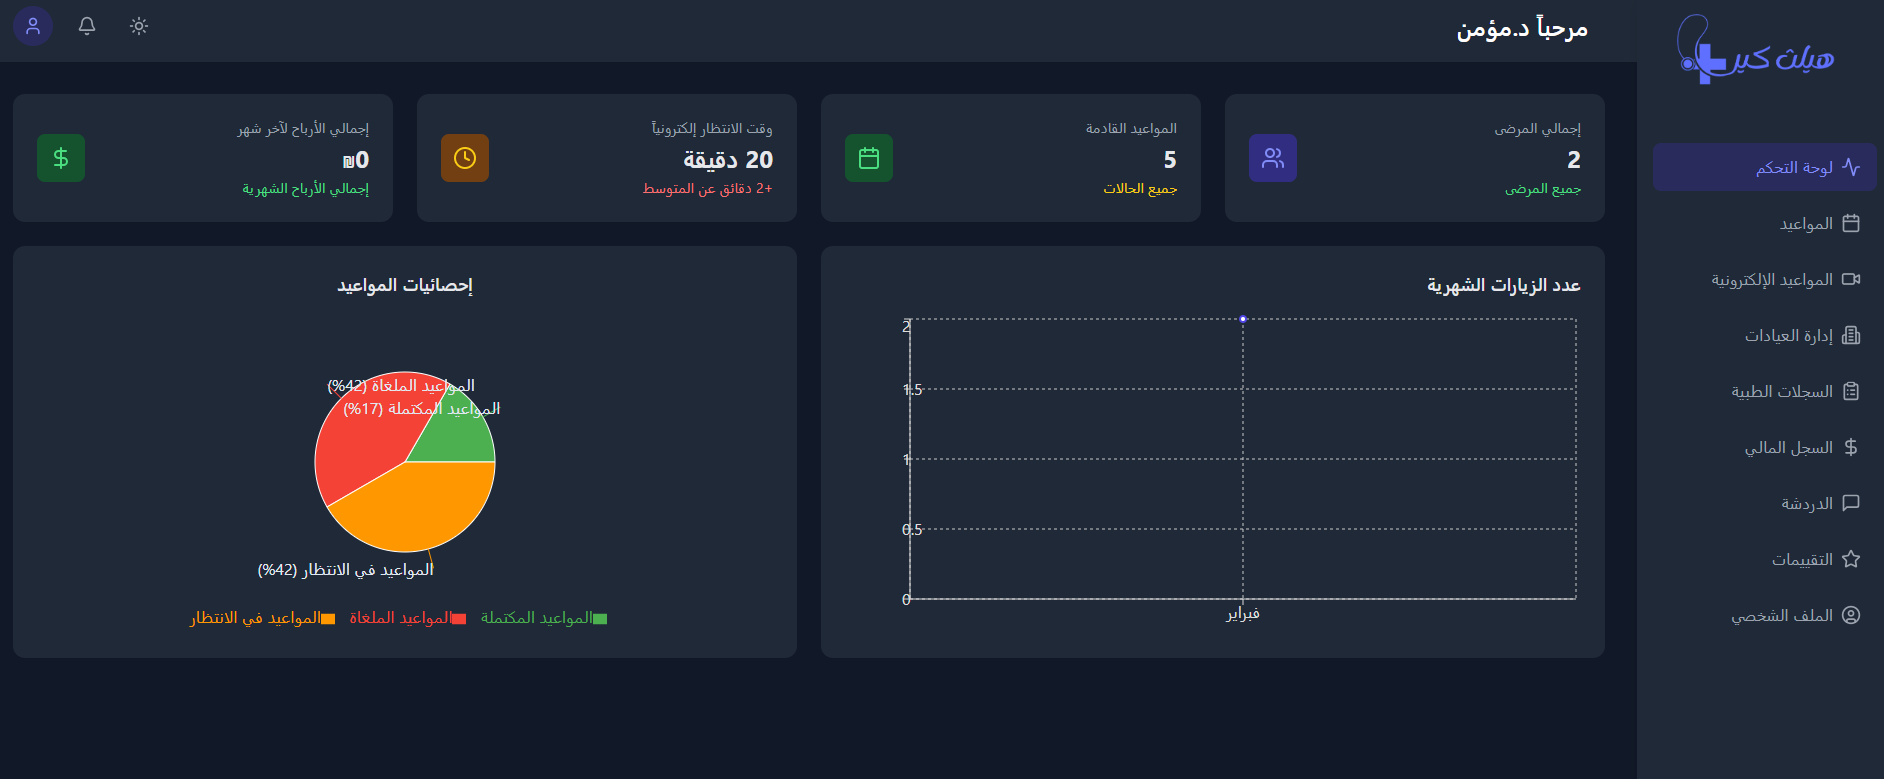 هيلث كير
مرحباً د.مؤمن
لوحة التحكم
المواعيد
المواعيد الإلكترونية
إدارة العيادات
السجلات الطبية
السجل المالي
الدردشة
التقييمات
الملف الشخصي
إجمالي المرضى
2
جميع المرضى
المواعيد القادمة
5
جميع الحالات
وقت الانتظار إلكترونياً
20 دقيقة
+2 دقائق عن المتوسط
إجمالي الأرباح لآخر شهر
₪0
إجمالي الأرباح الشهرية
عدد الزيارات الشهرية
2
1.5
1
0.5
0
فبراير
إحصائيات المواعيد
المواعيد الملغاة (42%)
المواعيد المكتملة (17%)
المواعيد في الانتظار (42%)
المواعيد المكتملة
المواعيد الملغاة
المواعيد في الانتظار